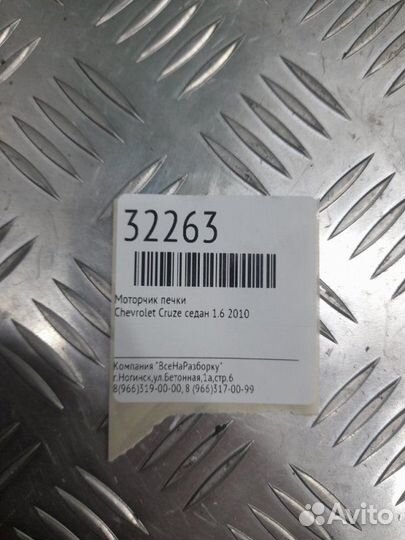 32263
Моторчик печки
Chevrolet Cruze седан 1.6 2010
Компания "ВсеНаРазборку"
г.Ногинск,ул.Бетонная,1а,стр.6
8(966)319-00-00, 8 (966)317-00-99
Avito